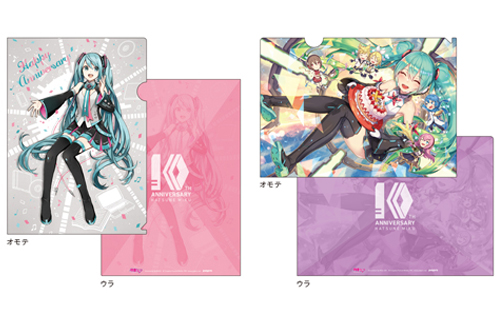 Happy
Anniversary
オモテ
10TH
ANNIVERSARY
HATSUNE MIKU
ウラ
オモテ
10TH
ANNIVERSARY
HATSUNE MIKU
ウラ